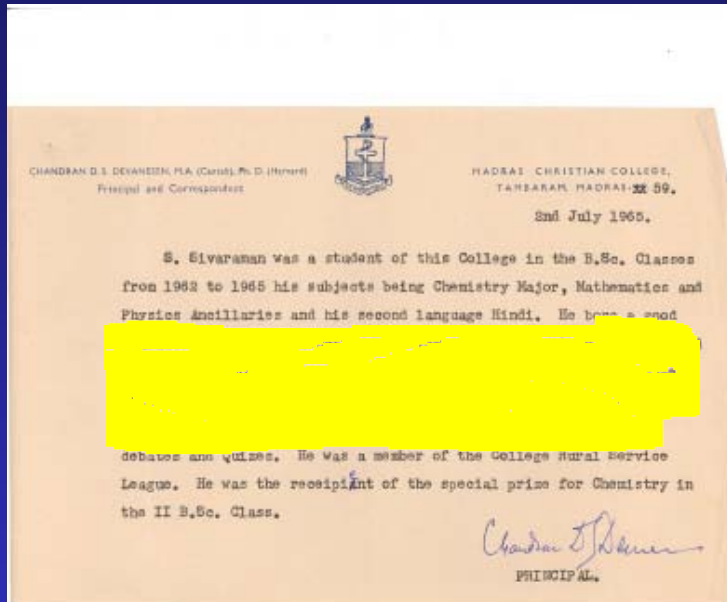 CHANDRAN D. S. DEVANESEN, M.A. (Cantab), Ph. D. (Harvard)
Principal and Correspondent
MADRAS CHRISTIAN COLLEGE,
TAMBARAM, MADRAS- 59.
2nd July 1965.
S. Sivaraman was a student of this College in the B.Sc. Classes
from 1962 to 1965 his subjects being Chemistry Major, Mathematics and
Physics Ancillaries and his second language Hindi. He bore a good
debates and quizes. He was a member of the College Rural Service
League. He was the receipient of the special prize for Chemistry in
the II B.Sc. Class.
PRINCIPAL.